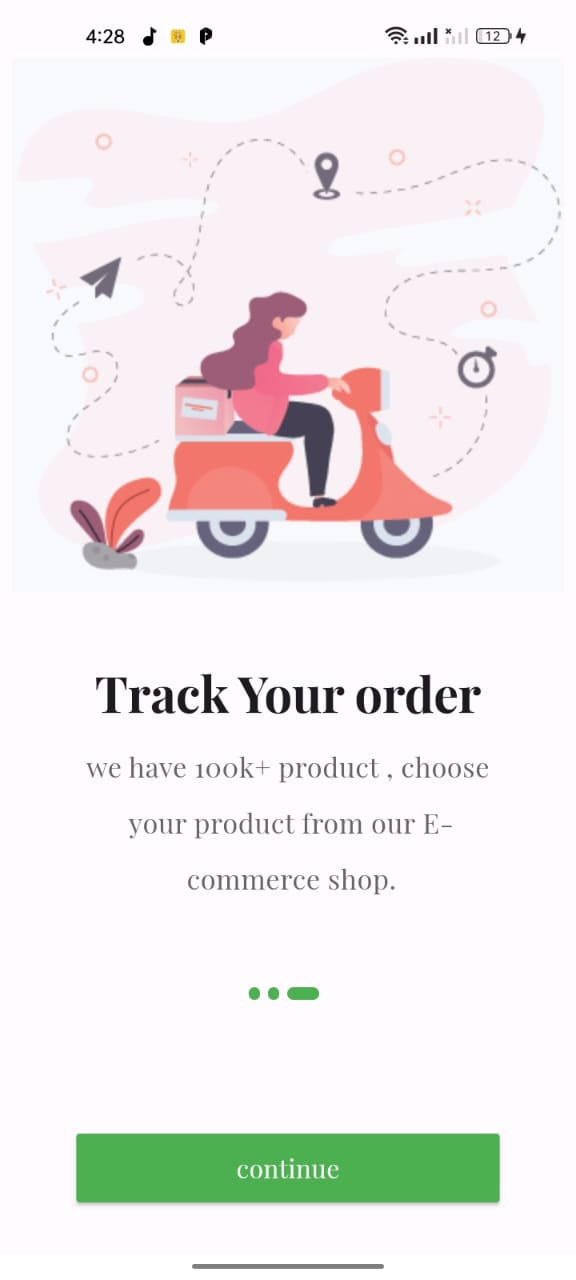 4:28
12
Track Your order
we have 100k+ product , choose
your product from our E-
commerce shop.
continue